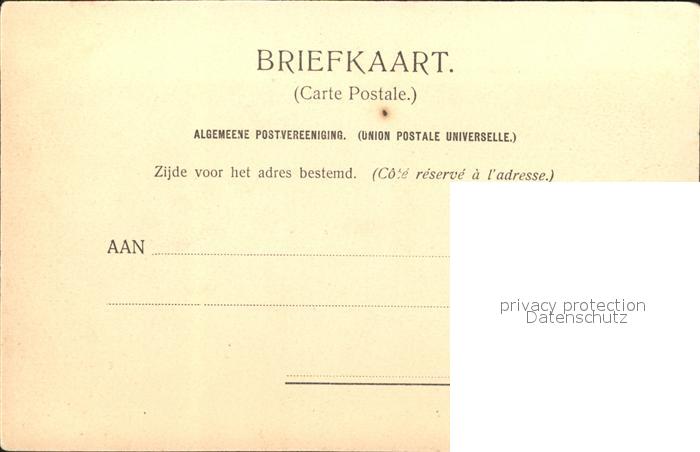 BRIEFKAART.
(Carte Postale.)
ALGEMEENE POSTVEREENIGING. (UNION POSTALE UNIVERSELLE.)
Zijde voor het adres bestemd. (Côté réservé à l'adresse.)
AAN
privacy protection
Datenschutz